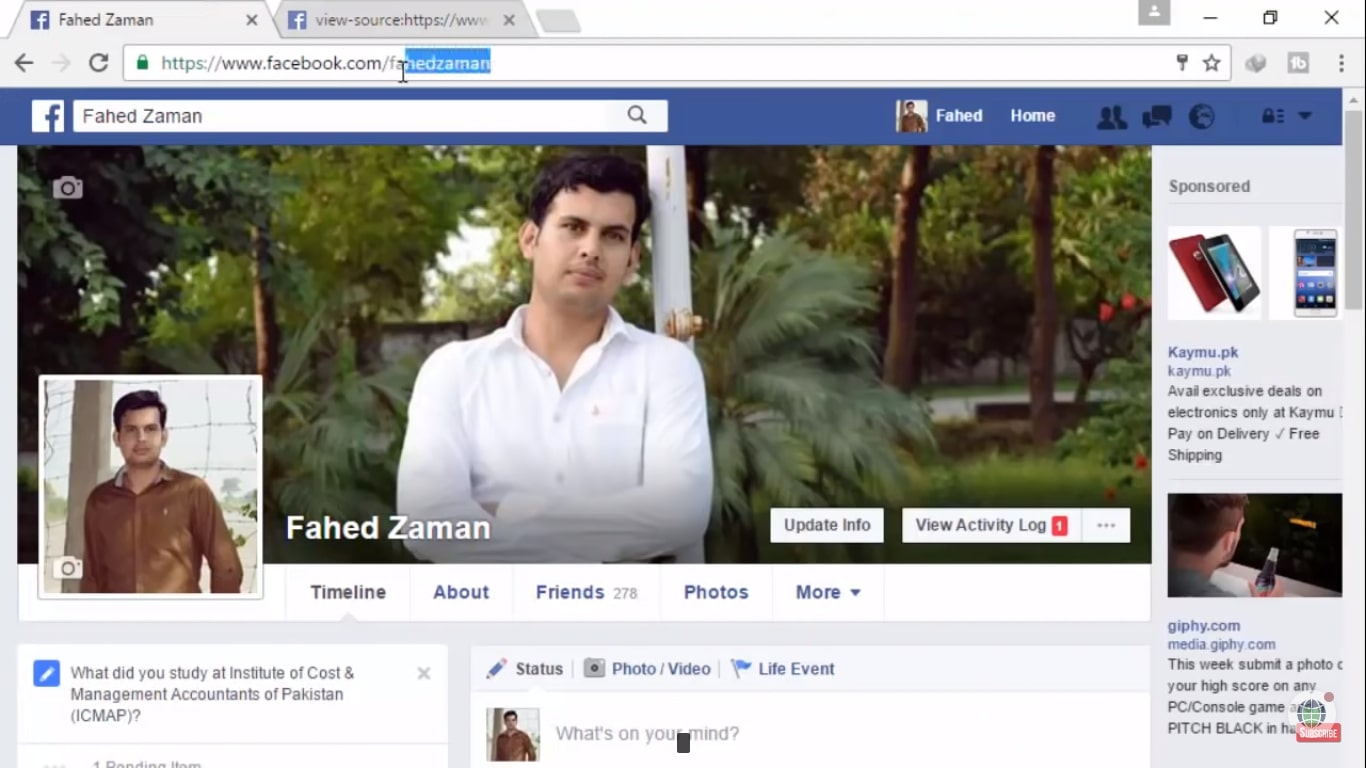 Fahed Zaman
view-source:https://www
https://www.facebook.com/fahedzaman
Fahed Zaman
Fahed
Home
Fahed Zaman
Update Info
View Activity Log 1
Timeline
About
Friends 278
Photos
More
What did you study at Institute of Cost &
Management Accountants of Pakistan
(ICMAP)?
1 Pending Item
Status
Photo / Video
Life Event
What's on your mind?
Sponsored
Kaymu.pk
kaymu.pk
Avail exclusive deals on
electronics only at Kaymu
Pay on Delivery ✓ Free
Shipping
giphy.com
media.giphy.com
This week submit a photo
your high score on any
PC/Console game
PITCH BLACK in
SUBSCRIBE